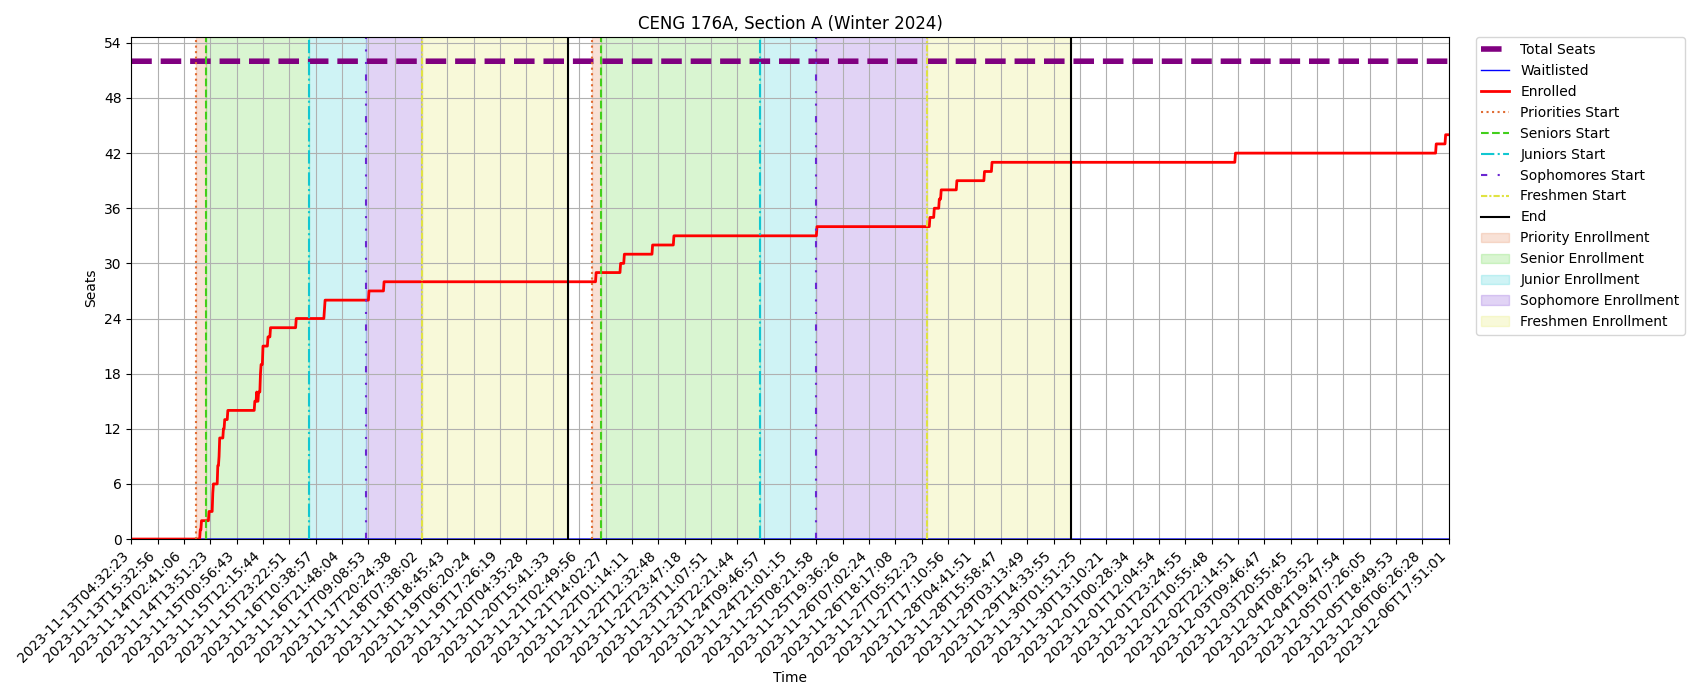 CENG 176A, Section A (Winter 2024)
54
48
42
36
30
24
18
12
6
0
Seats
2023-11-13T04:32:23
2023-11-13T15:32:56
2023-11-14T02:41:06
2023-11-14T13:51:23
2023-11-15T00:56:43
2023-11-15T12:15:44
2023-11-15T23:22:51
2023-11-16T10:38:57
2023-11-16T21:48:04
2023-11-17T09:08:53
2023-11-17T20:24:38
2023-11-18T07:38:02
2023-11-18T18:45:43
2023-11-19T06:20:24
2023-11-19T17:26:19
2023-11-20T04:35:28
2023-11-20T15:41:33
2023-11-21T02:49:56
2023-11-21T14:02:27
2023-11-22T01:14:11
2023-11-22T12:32:48
2023-11-22T23:47:18
2023-11-23T11:07:51
2023-11-23T22:21:44
2023-11-24T09:46:57
2023-11-24T21:01:15
2023-11-25T08:21:58
2023-11-25T19:36:26
2023-11-26T07:02:24
2023-11-26T18:17:08
2023-11-27T05:52:23
2023-11-27T17:10:56
2023-11-28T04:41:51
2023-11-28T15:58:47
2023-11-29T03:13:49
2023-11-29T14:33:55
2023-11-30T01:51:25
2023-11-30T13:10:21
2023-12-01T00:28:34
2023-12-01T12:04:54
2023-12-01T23:24:55
2023-12-02T10:55:48
2023-12-02T22:14:51
2023-12-03T09:46:47
2023-12-03T20:55:45
2023-12-04T08:25:52
2023-12-04T19:47:54
2023-12-05T07:26:05
2023-12-05T18:49:53
2023-12-06T06:26:28
2023-12-06T17:51:01
Time
Total Seats
Waitlisted
Enrolled
Priorities Start
Seniors Start
Juniors Start
Sophomores Start
Freshmen Start
End
Priority Enrollment
Senior Enrollment
Junior Enrollment
Sophomore Enrollment
Freshmen Enrollment